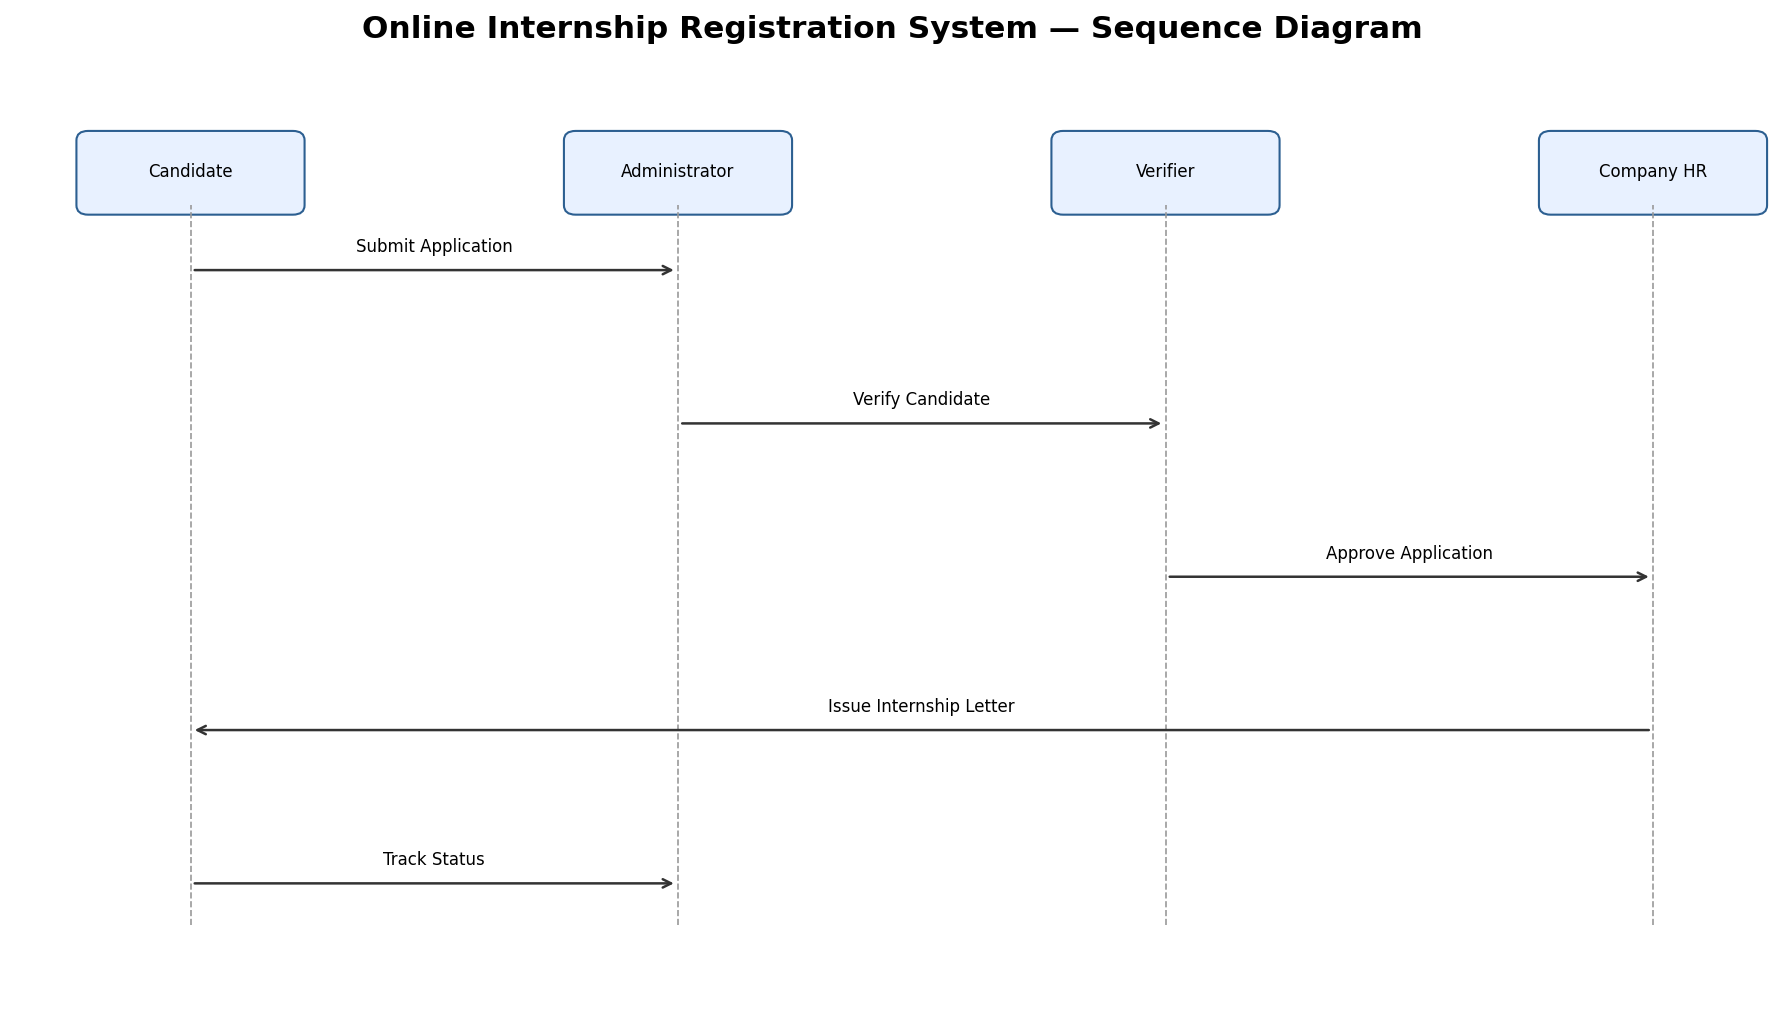 Online Internship Registration System — Sequence Diagram
Candidate
Administrator
Verifier
Company HR
Submit Application
Verify Candidate
Approve Application
Issue Internship Letter
Track Status